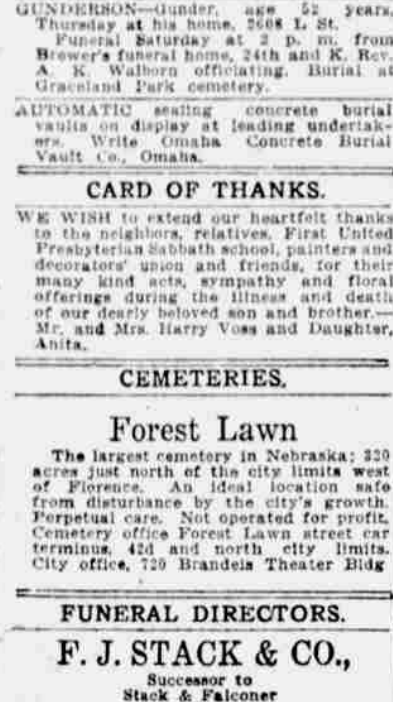 GUNDERSON—Gunder, age 52 years,
Thursday at his home, 2608 L St.
Funeral Saturday at 2 p. m. from
Brewer's funeral home, 24th and K. Rev.
A. K. Walborn officiating. Burial at
Graceland Park cemetery.
AUTOMATIC sealing concrete burial
vaults on display at leading undertak-
ers. Write Omaha Concrete Burial
Vault Co., Omaha.
CARD OF THANKS.
WE WISH to extend our heartfelt thanks
to the neighbors, relatives, First United
Presbyterian Sabbath school, painters and
decorators' union and friends, for their
many kind acts, sympathy and floral
offerings during the illness and death
of our dearly beloved son and brother.—
Mr. and Mrs. Harry Voss and Daughter,
Anita.
CEMETERIES.
Forest Lawn
The largest cemetery in Nebraska; 320
acres just north of the city limits west
of Florence. An ideal location safe
from disturbance by the city's growth.
Perpetual care. Not operated for profit.
Cemetery office Forest Lawn street car
terminus, 42d and north city limits.
City office, 720 Brandeis Theater Bldg
FUNERAL DIRECTORS.
F. J. STACK & CO.,
Successor to
Stack & Falconer